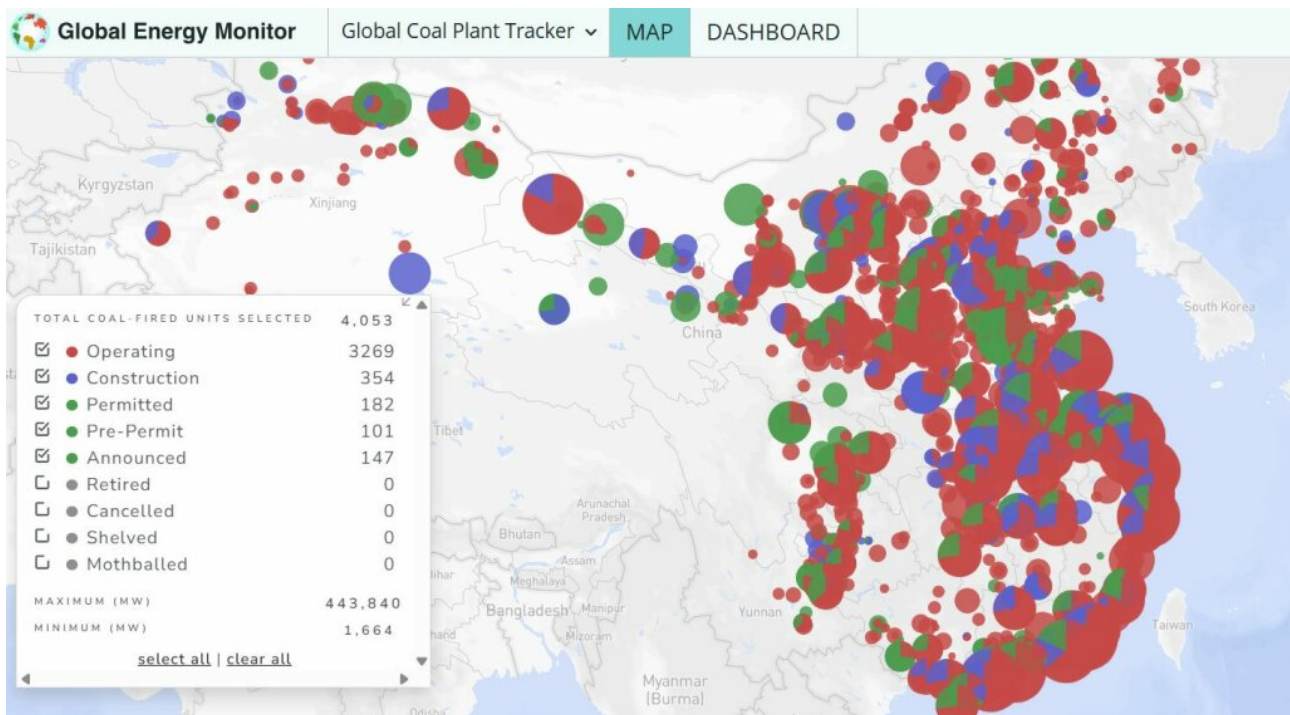 Global Energy Monitor
Global Coal Plant Tracker
MAP
DASHBOARD
Kyrgyzstan
Tajikistan
Xinjiang
China
South Korea
Tibet
Arunachal
Pradesh
Bhutan
Assam
Meghalaya
Bangladesh
Manipur
Mizoram
Yunnan
Taiwan
Myanmar
(Burma)
TOTAL COAL-FIRED UNITS SELECTED 4,053
Operating 3269
Construction 354
Permitted 182
Pre-Permit 101
Announced 147
Retired 0
Cancelled 0
Shelved 0
Mothballed 0
MAXIMUM (MW) 443,840
MINIMUM (MW) 1,664
select all | clear all